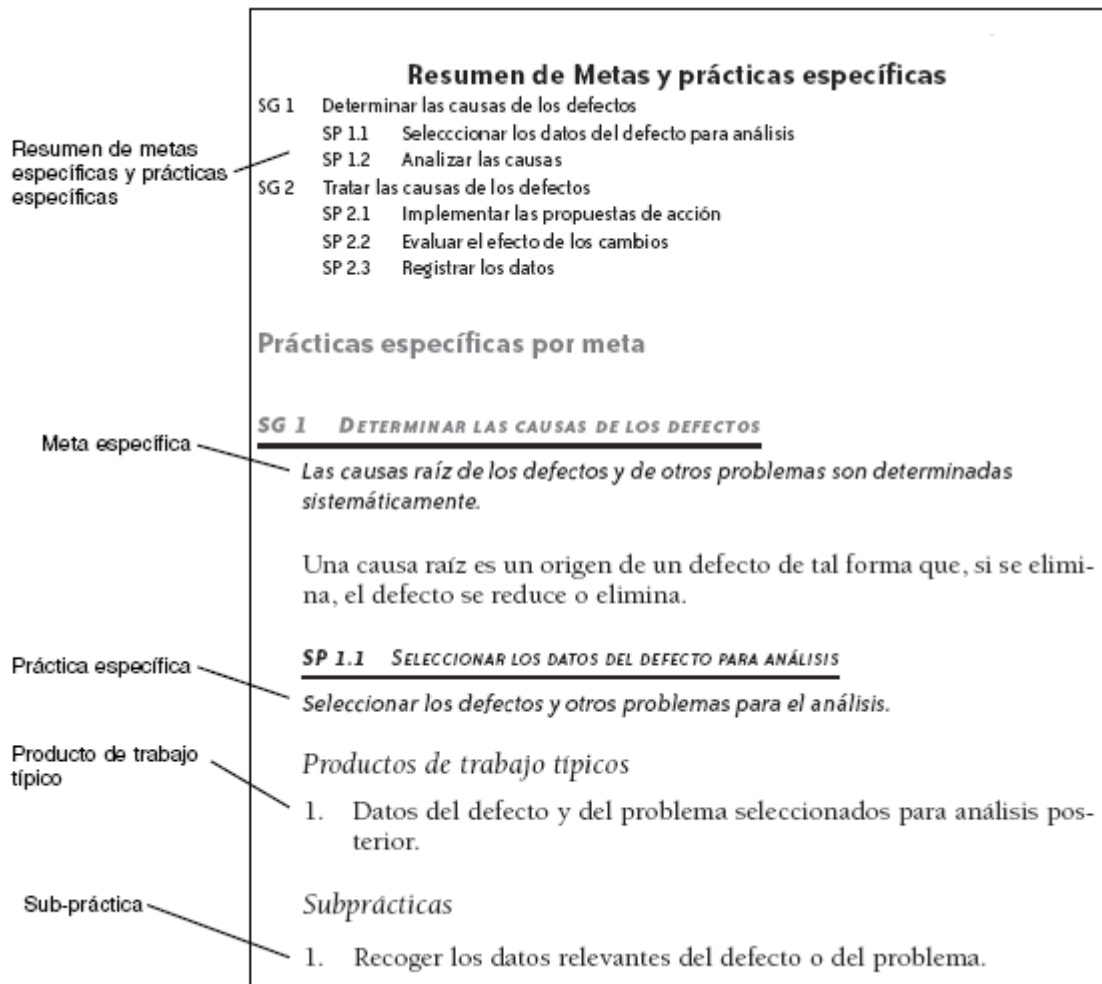 Resumen de Metas y prácticas específicas
SG 1 Determinar las causas de los defectos
SP 1.1 Selecccionar los datos del defecto para análisis
SP 1.2 Analizar las causas
SG 2 Tratar las causas de los defectos
SP 2.1 Implementar las propuestas de acción
SP 2.2 Evaluar el efecto de los cambios
SP 2.3 Registrar los datos
Resumen de metas
específicas y prácticas
específicas
Prácticas específicas por meta
SG 1 DETERMINAR LAS CAUSAS DE LOS DEFECTOS
Meta específica
Las causas raíz de los defectos y de otros problemas son determinadas
sistemáticamente.
Una causa raíz es un origen de un defecto de tal forma que, si se elimi-
na, el defecto se reduce o elimina.
SP 1.1 SELECCIONAR LOS DATOS DEL DEFECTO PARA ANÁLISIS
Práctica específica
Seleccionar los defectos y otros problemas para el análisis.
Producto de trabajo
típico
Productos de trabajo típicos
1. Datos del defecto y del problema seleccionados para análisis pos-
terior.
Sub-práctica
Subprácticas
1. Recoger los datos relevantes del defecto o del problema.